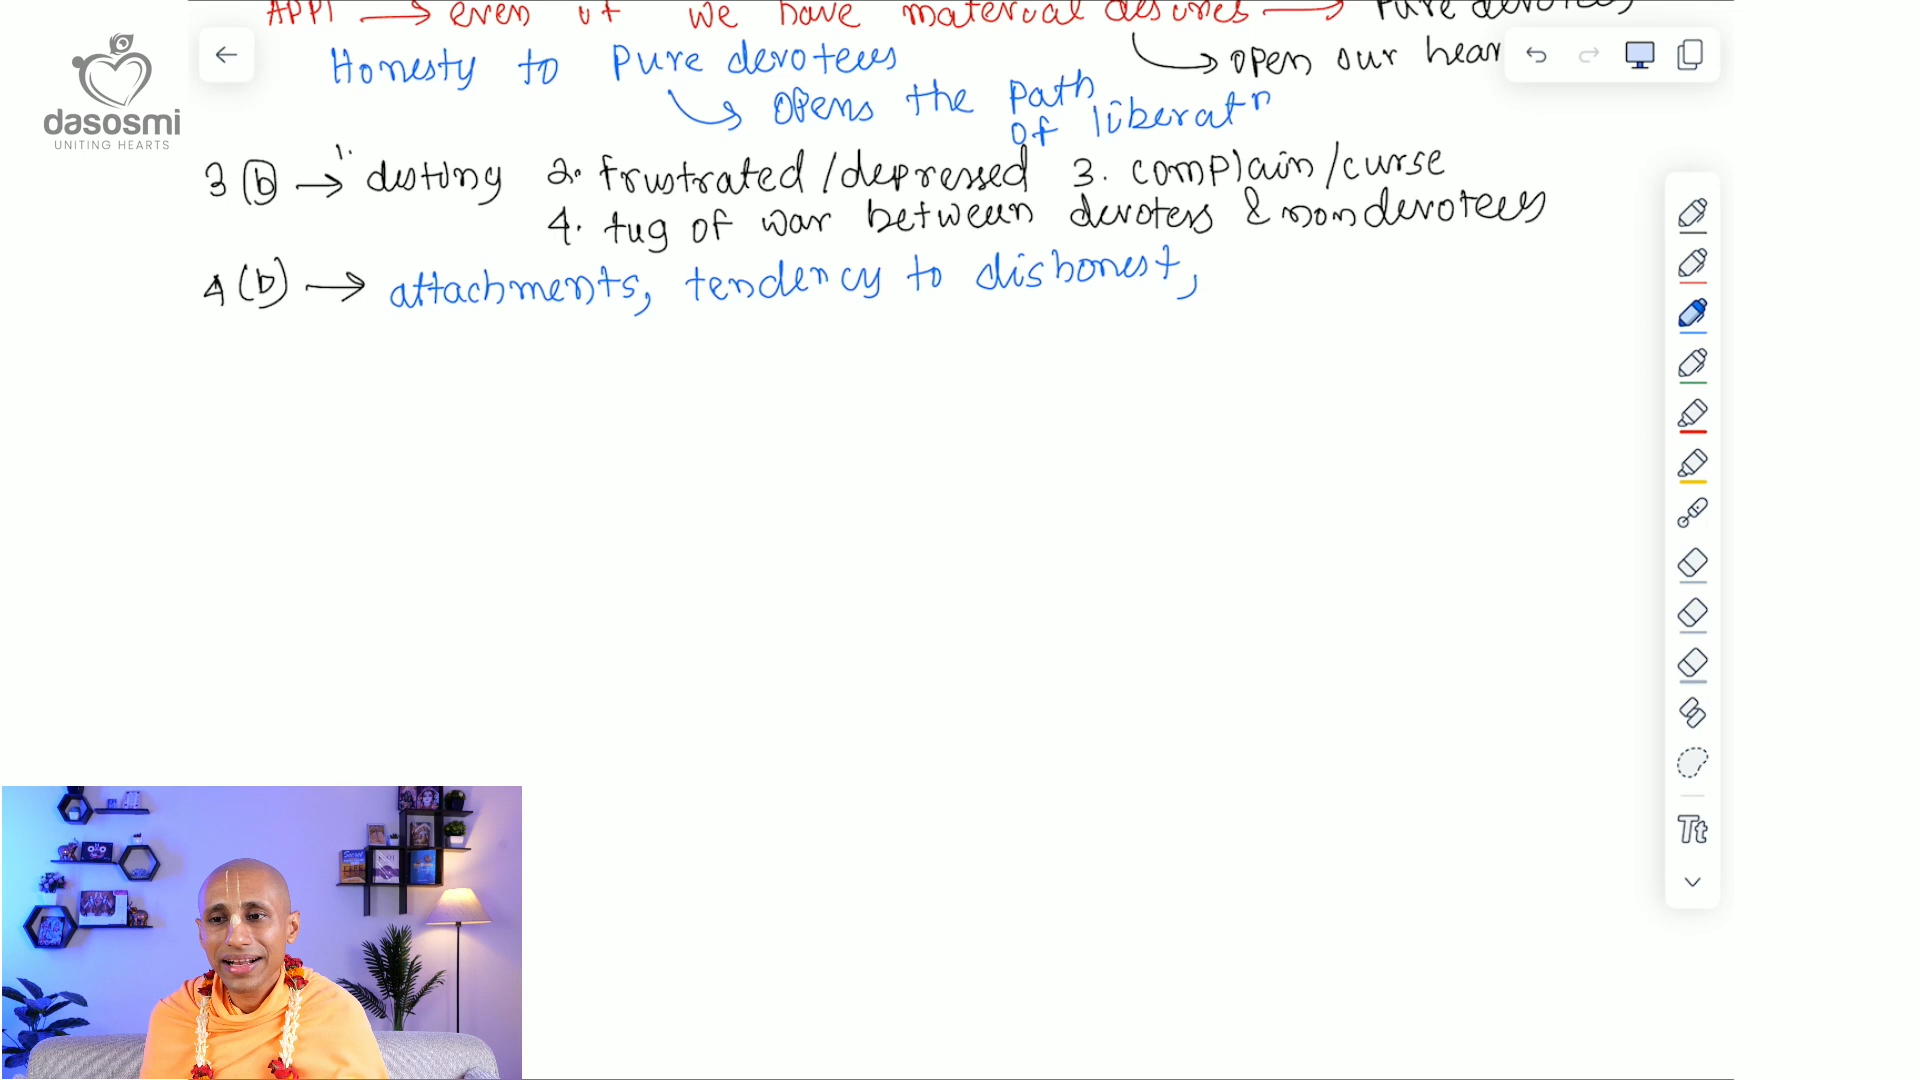 APPl → even if we have material desires → Pure devotees
Honesty to Pure devotees
open our hear
opens the path
of liberatn
3 (b) → 1. destiny 2. frustrated / depressed 3. complain / curse
4. tug of war between devotees & nondevotees
4 (b) → attachments, tendency to dishonest,
dasosmi
UNITING HEARTS
Tt